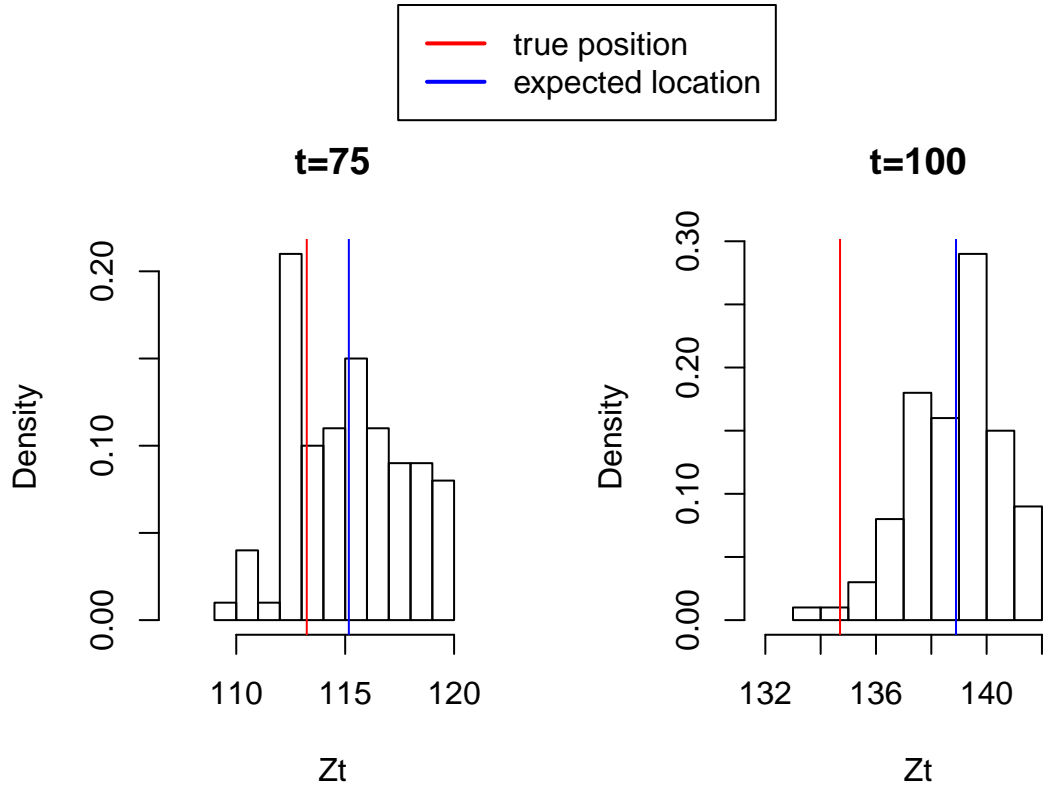 true position
expected location
t=75
Density
0.00
0.10
0.20
110
115
120
Zt
t=100
Density
0.00
0.10
0.20
0.30
132
136
140
Zt